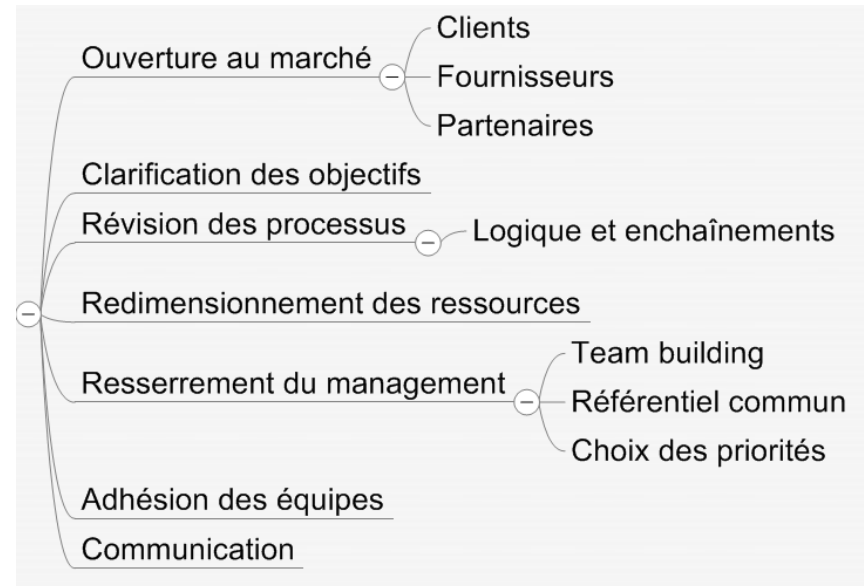 Ouverture au marché
Clients
Fournisseurs
Partenaires
Clarification des objectifs
Révision des processus
Logique et enchaînements
Redimensionnement des ressources
Resserrement du management
Team building
Référentiel commun
Choix des priorités
Adhésion des équipes
Communication